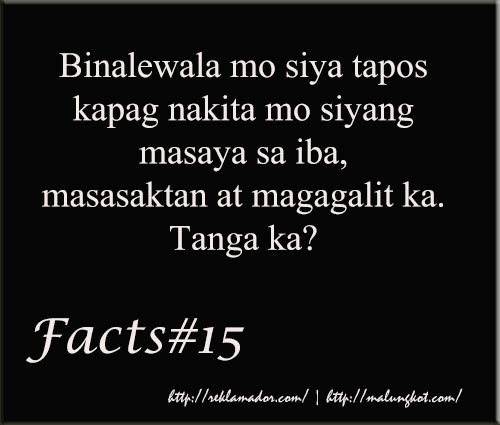 Binalewala mo siya tapos
kapag nakita mo siyang
masaya sa iba,
masasaktan at magagalit ka.
Tanga ka?
Facts#15
http://reklamador.com/ | http://malungkot.com/